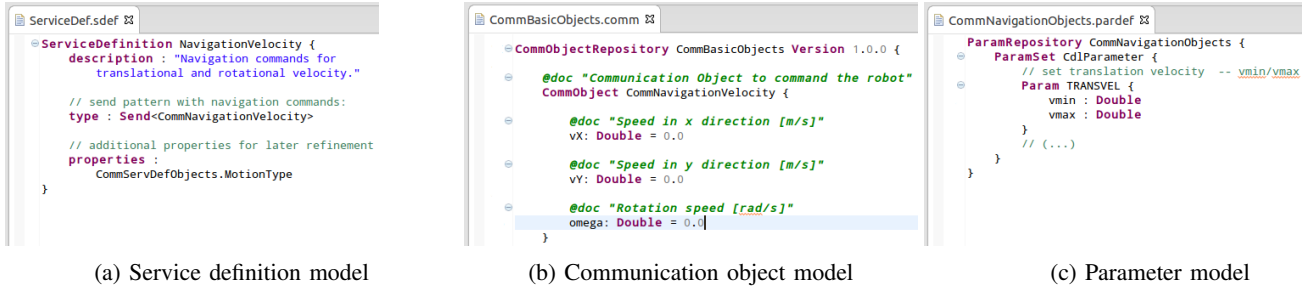 ServiceDef.sdef
ServiceDefinition NavigationVelocity {
description : "Navigation commands for
translational and rotational velocity."
// send pattern with navigation commands:
type : Send<CommNavigationVelocity>
// additional properties for later refinement
properties :
CommServDefObjects.MotionType
}
(a) Service definition model
CommBasicObjects.comm
CommObjectRepository CommBasicObjects Version 1.0.0 {
@doc "Communication Object to command the robot"
CommObject CommNavigationVelocity {
@doc "Speed in x direction [m/s]"
vX: Double = 0.0
@doc "Speed in y direction [m/s]"
vY: Double = 0.0
@doc "Rotation speed [rad/s]"
omega: Double = 0.0
}
(b) Communication object model
CommNavigationObjects.pardef
ParamRepository CommNavigationObjects {
ParamSet CdlParameter {
// set translation velocity -- vmin/vmax
Param TRANSVEL {
vmin : Double
vmax : Double
}
// (...)
}
}
(c) Parameter model